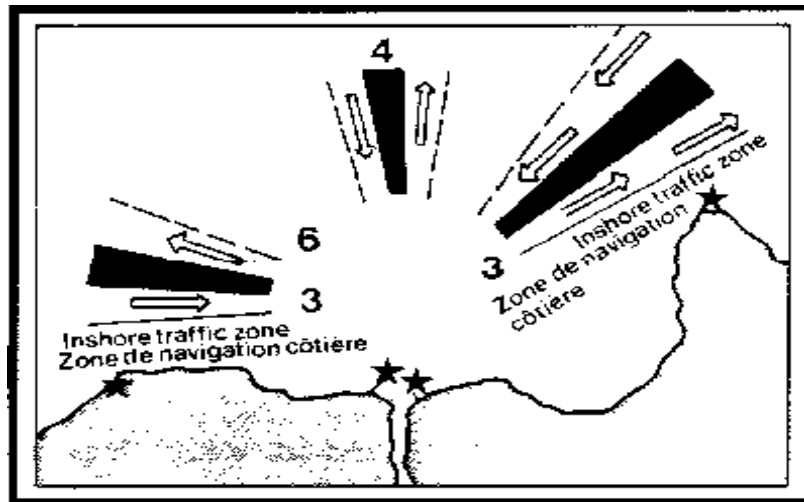 4
6
3
Inshore traffic zone
Zone de navigation côtière
3
Inshore traffic zone
Zone de navigation
côtière